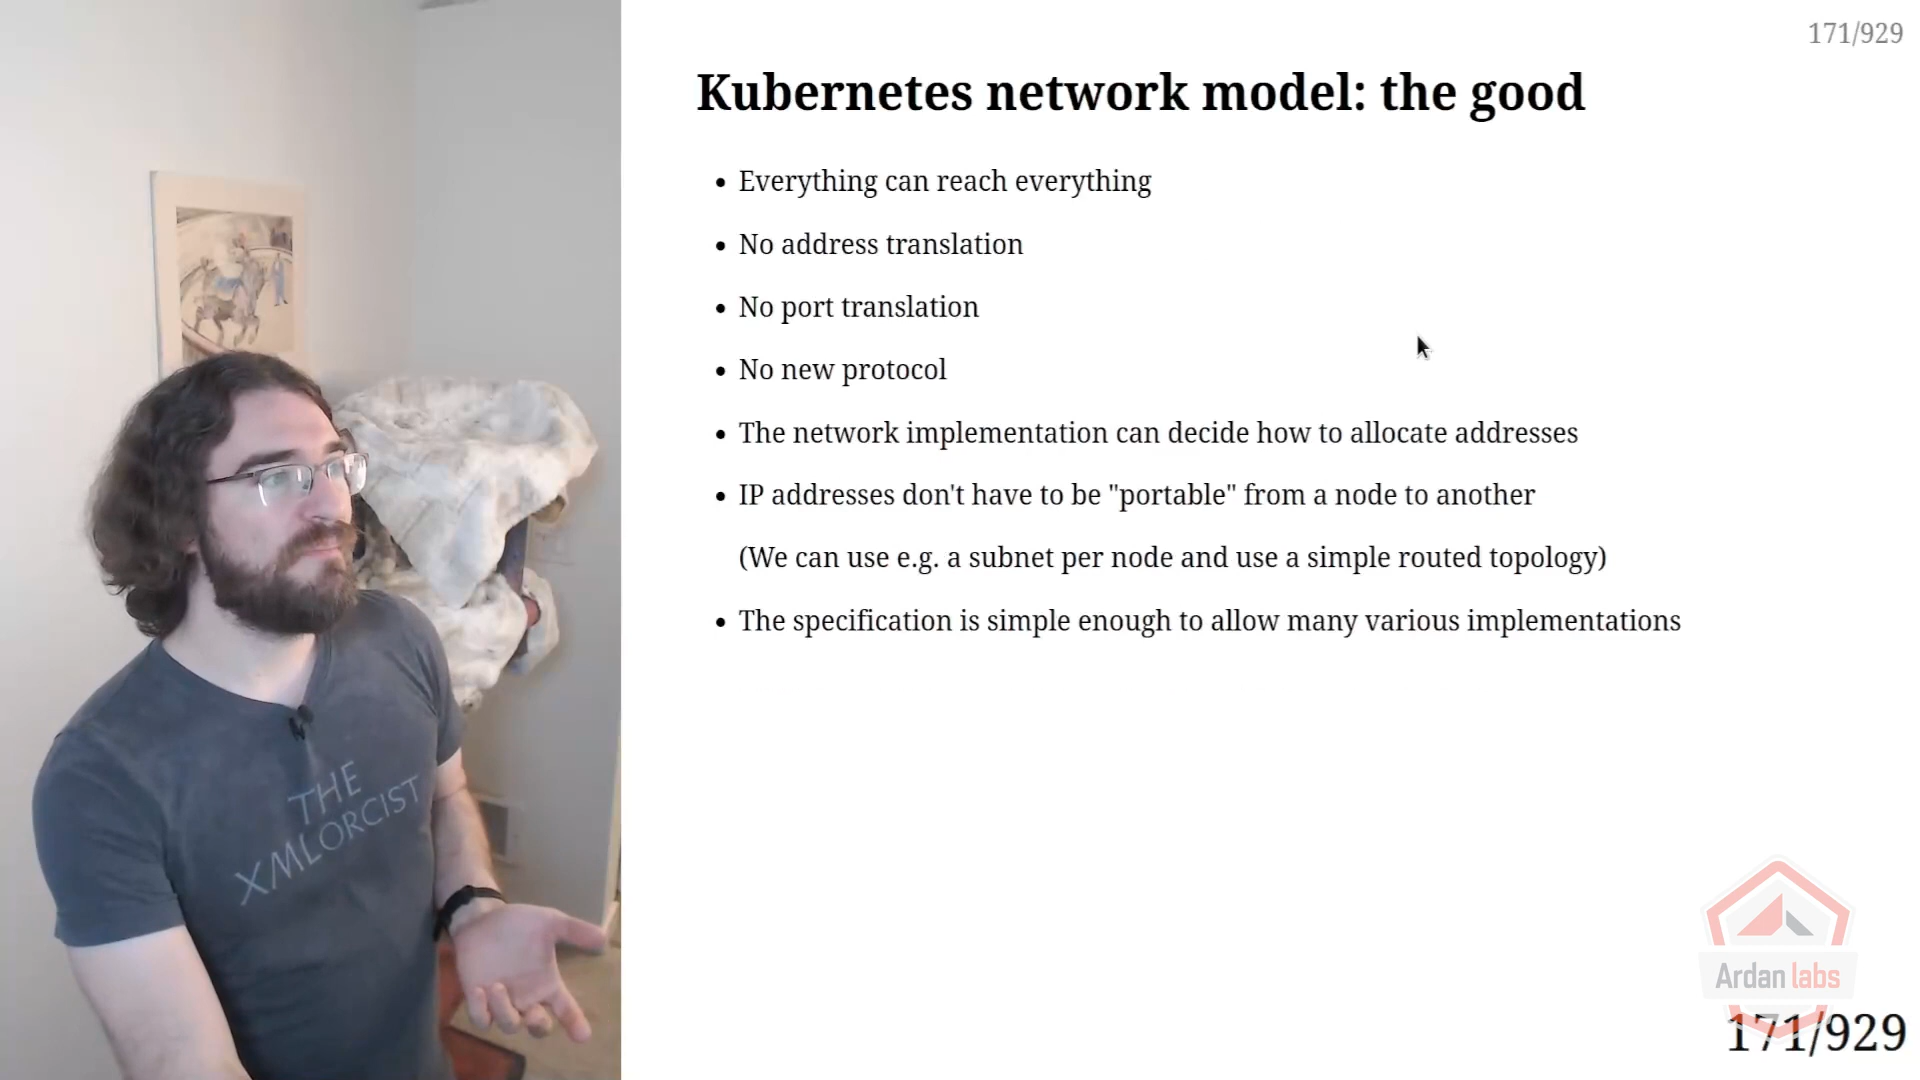 171/929
Kubernetes network model: the good
• Everything can reach everything
• No address translation
• No port translation
• No new protocol
• The network implementation can decide how to allocate addresses
• IP addresses don't have to be "portable" from a node to another
(We can use e.g. a subnet per node and use a simple routed topology)
• The specification is simple enough to allow many various implementations
THE
XMLORCIST
Ardan labs
171/929